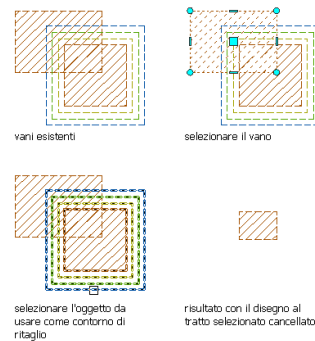 vani esistenti
selezionare il vano
selezionare l'oggetto da
usare come contorno di
ritaglio
risultato con il disegno al
tratto selezionato cancellato